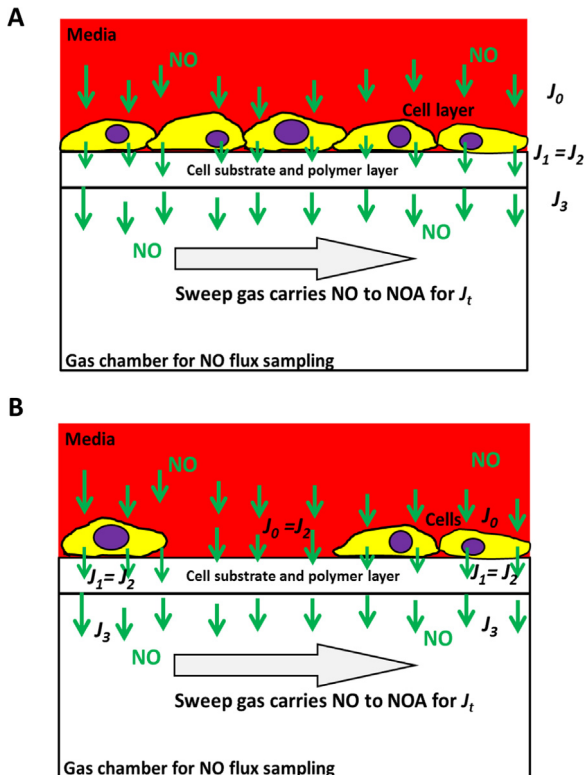 A
Media
NO
NO
J0
Cell layer
J1 = J2
Cell substrate and polymer layer
J3
NO
NO
Sweep gas carries NO to NOA for Jt
Gas chamber for NO flux sampling
B
Media
NO
NO
J0 =J2
Cells
J0
J1= J2
Cell substrate and polymer layer
J1= J2
J3
J3
NO
NO
Sweep gas carries NO to NOA for Jt
Gas chamber for NO flux sampling